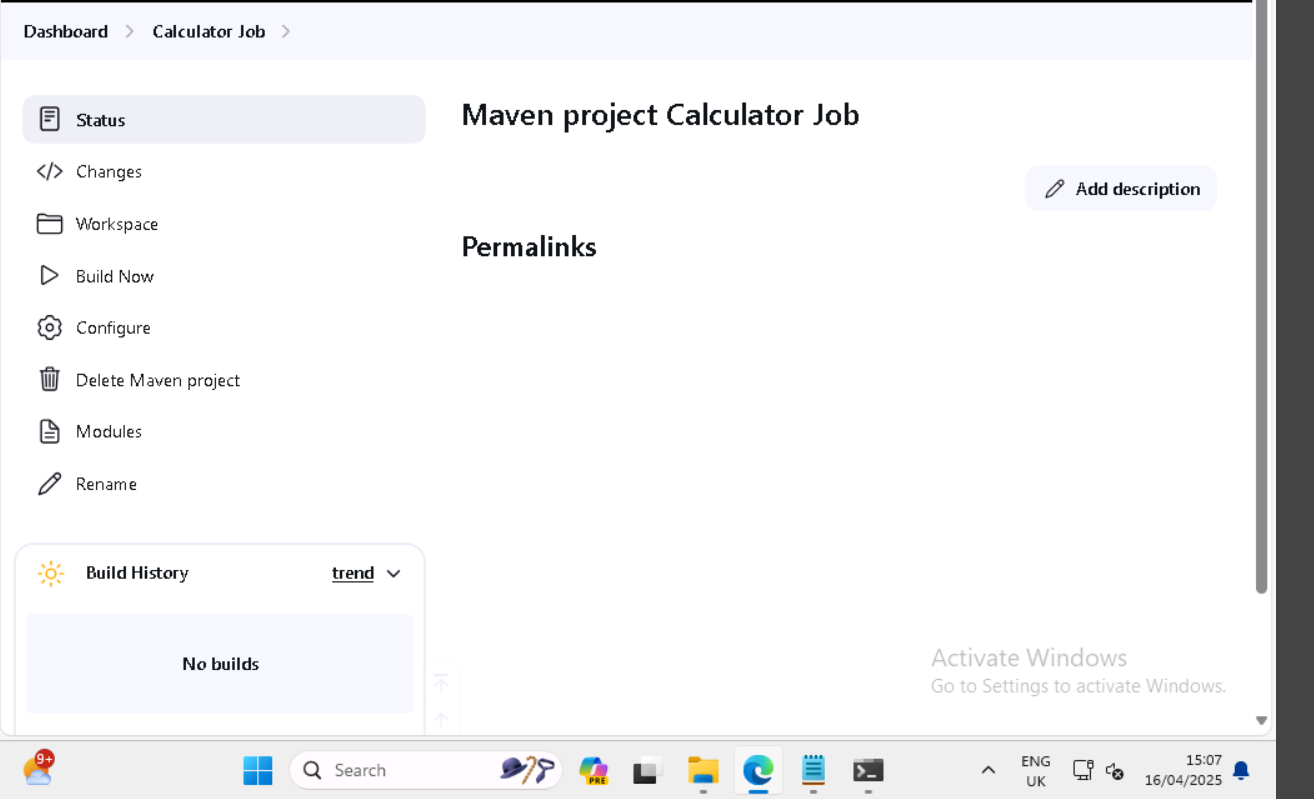 Dashboard > Calculator Job >
Status
Changes
Workspace
Build Now
Configure
Delete Maven project
Modules
Rename
Build History trend
No builds
Maven project Calculator Job
Add description
Permalinks
Activate Windows
Go to Settings to activate Windows.
9+
Search
PRE
ENG
UK
15:07
16/04/2025